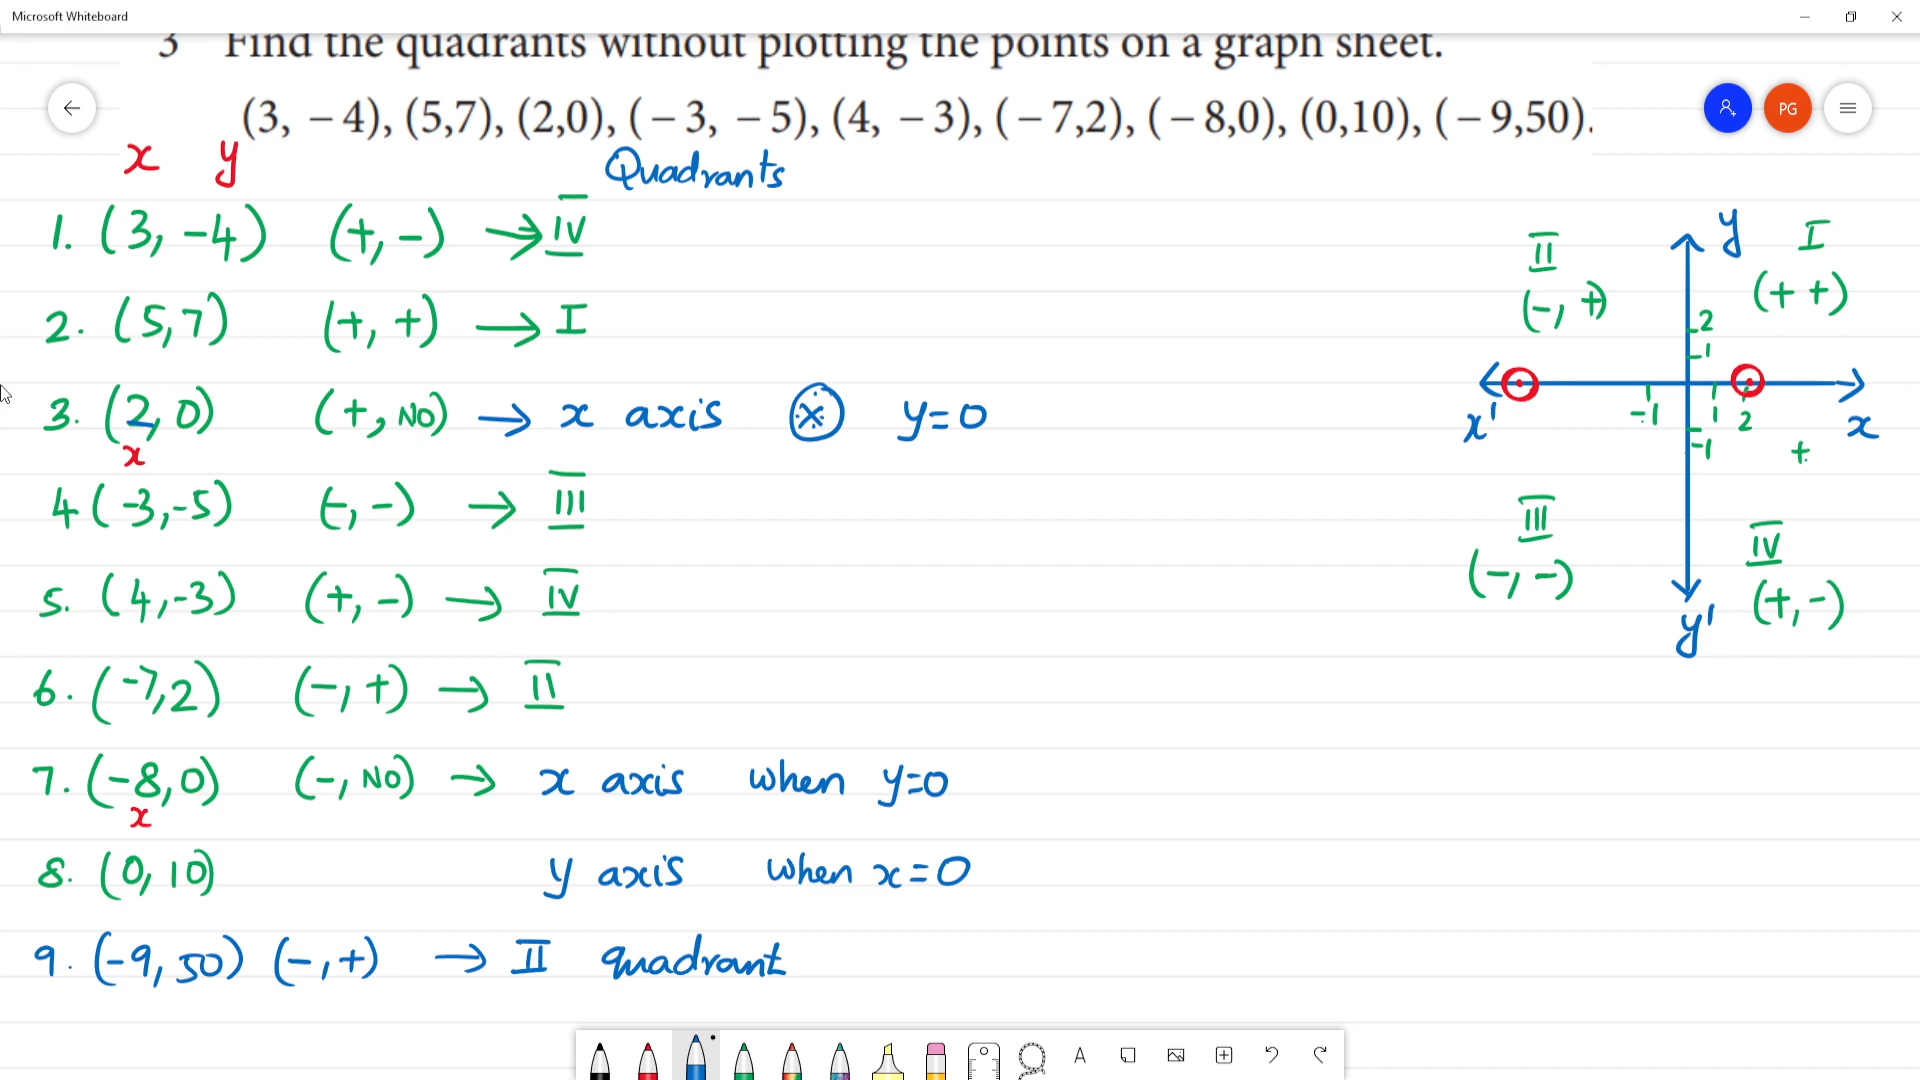 Microsoft Whiteboard
3 Find the quadrants without plotting the points on a graph sheet.
(3, – 4), (5,7), (2,0), ( – 3, – 5), (4, – 3), ( – 7,2), ( – 8,0), (0,10), ( – 9,50).
PG
x y Quadrants
1. (3, -4) (+, -) → IV
2. (5,7) (+, +) → I
3. (2, 0) (+, NO) → x axis * y=0
x
4 (-3,-5) (-, -) → III
5. (4,-3) (+, -) → IV
6. (-7,2) (-, +) → II
7. (-8,0) (-, NO) → x axis when y=0
x
8. (0, 10) y axis when x=0
9. (-9, 50) (-, +) → II quadrant
y I
II
(+ +)
(-, +)
2
1
x' -1 1 2 x
-1 +
III
IV
(-, -)
(+, -)
y'
A